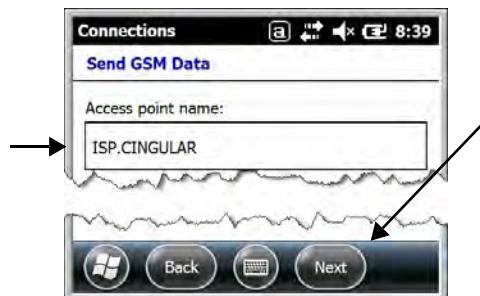 Connections a 8:39
Send GSM Data
Access point name:
ISP.CINGULAR
Back Next